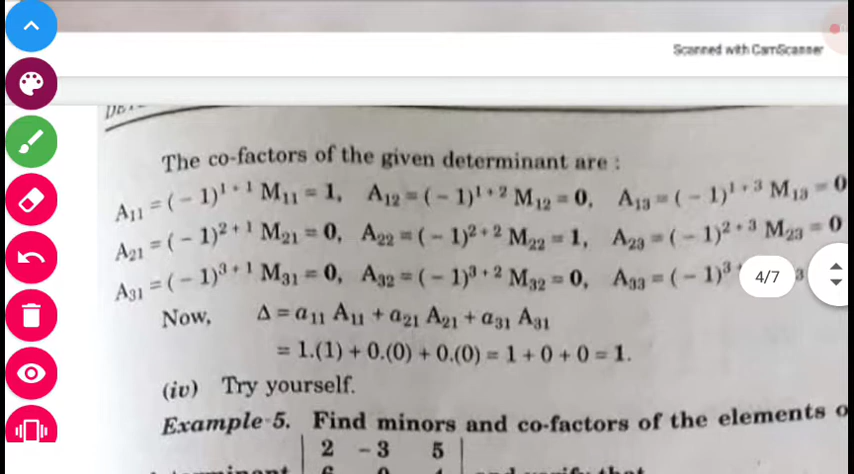 Scanned with CamScanner
The co-factors of the given determinant are :
A₁₁ = (– 1)¹⁺¹ M₁₁ = 1, A₁₂ = (– 1)¹⁺² M₁₂ = 0, A₁₃ = (– 1)¹⁺³ M₁₃ = 0
A₂₁ = (– 1)²⁺¹ M₂₁ = 0, A₂₂ = (– 1)²⁺² M₂₂ = 1, A₂₃ = (– 1)²⁺³ M₂₃ = 0
A₃₁ = (– 1)³⁺¹ M₃₁ = 0, A₃₂ = (– 1)³⁺² M₃₂ = 0, A₃₃ = (– 1)³
4/7
Now, Δ = a₁₁ A₁₁ + a₂₁ A₂₁ + a₃₁ A₃₁
= 1.(1) + 0.(0) + 0.(0) = 1 + 0 + 0 = 1.
(iv) Try yourself.
Example 5. Find minors and co-factors of the elements
2 – 3 5